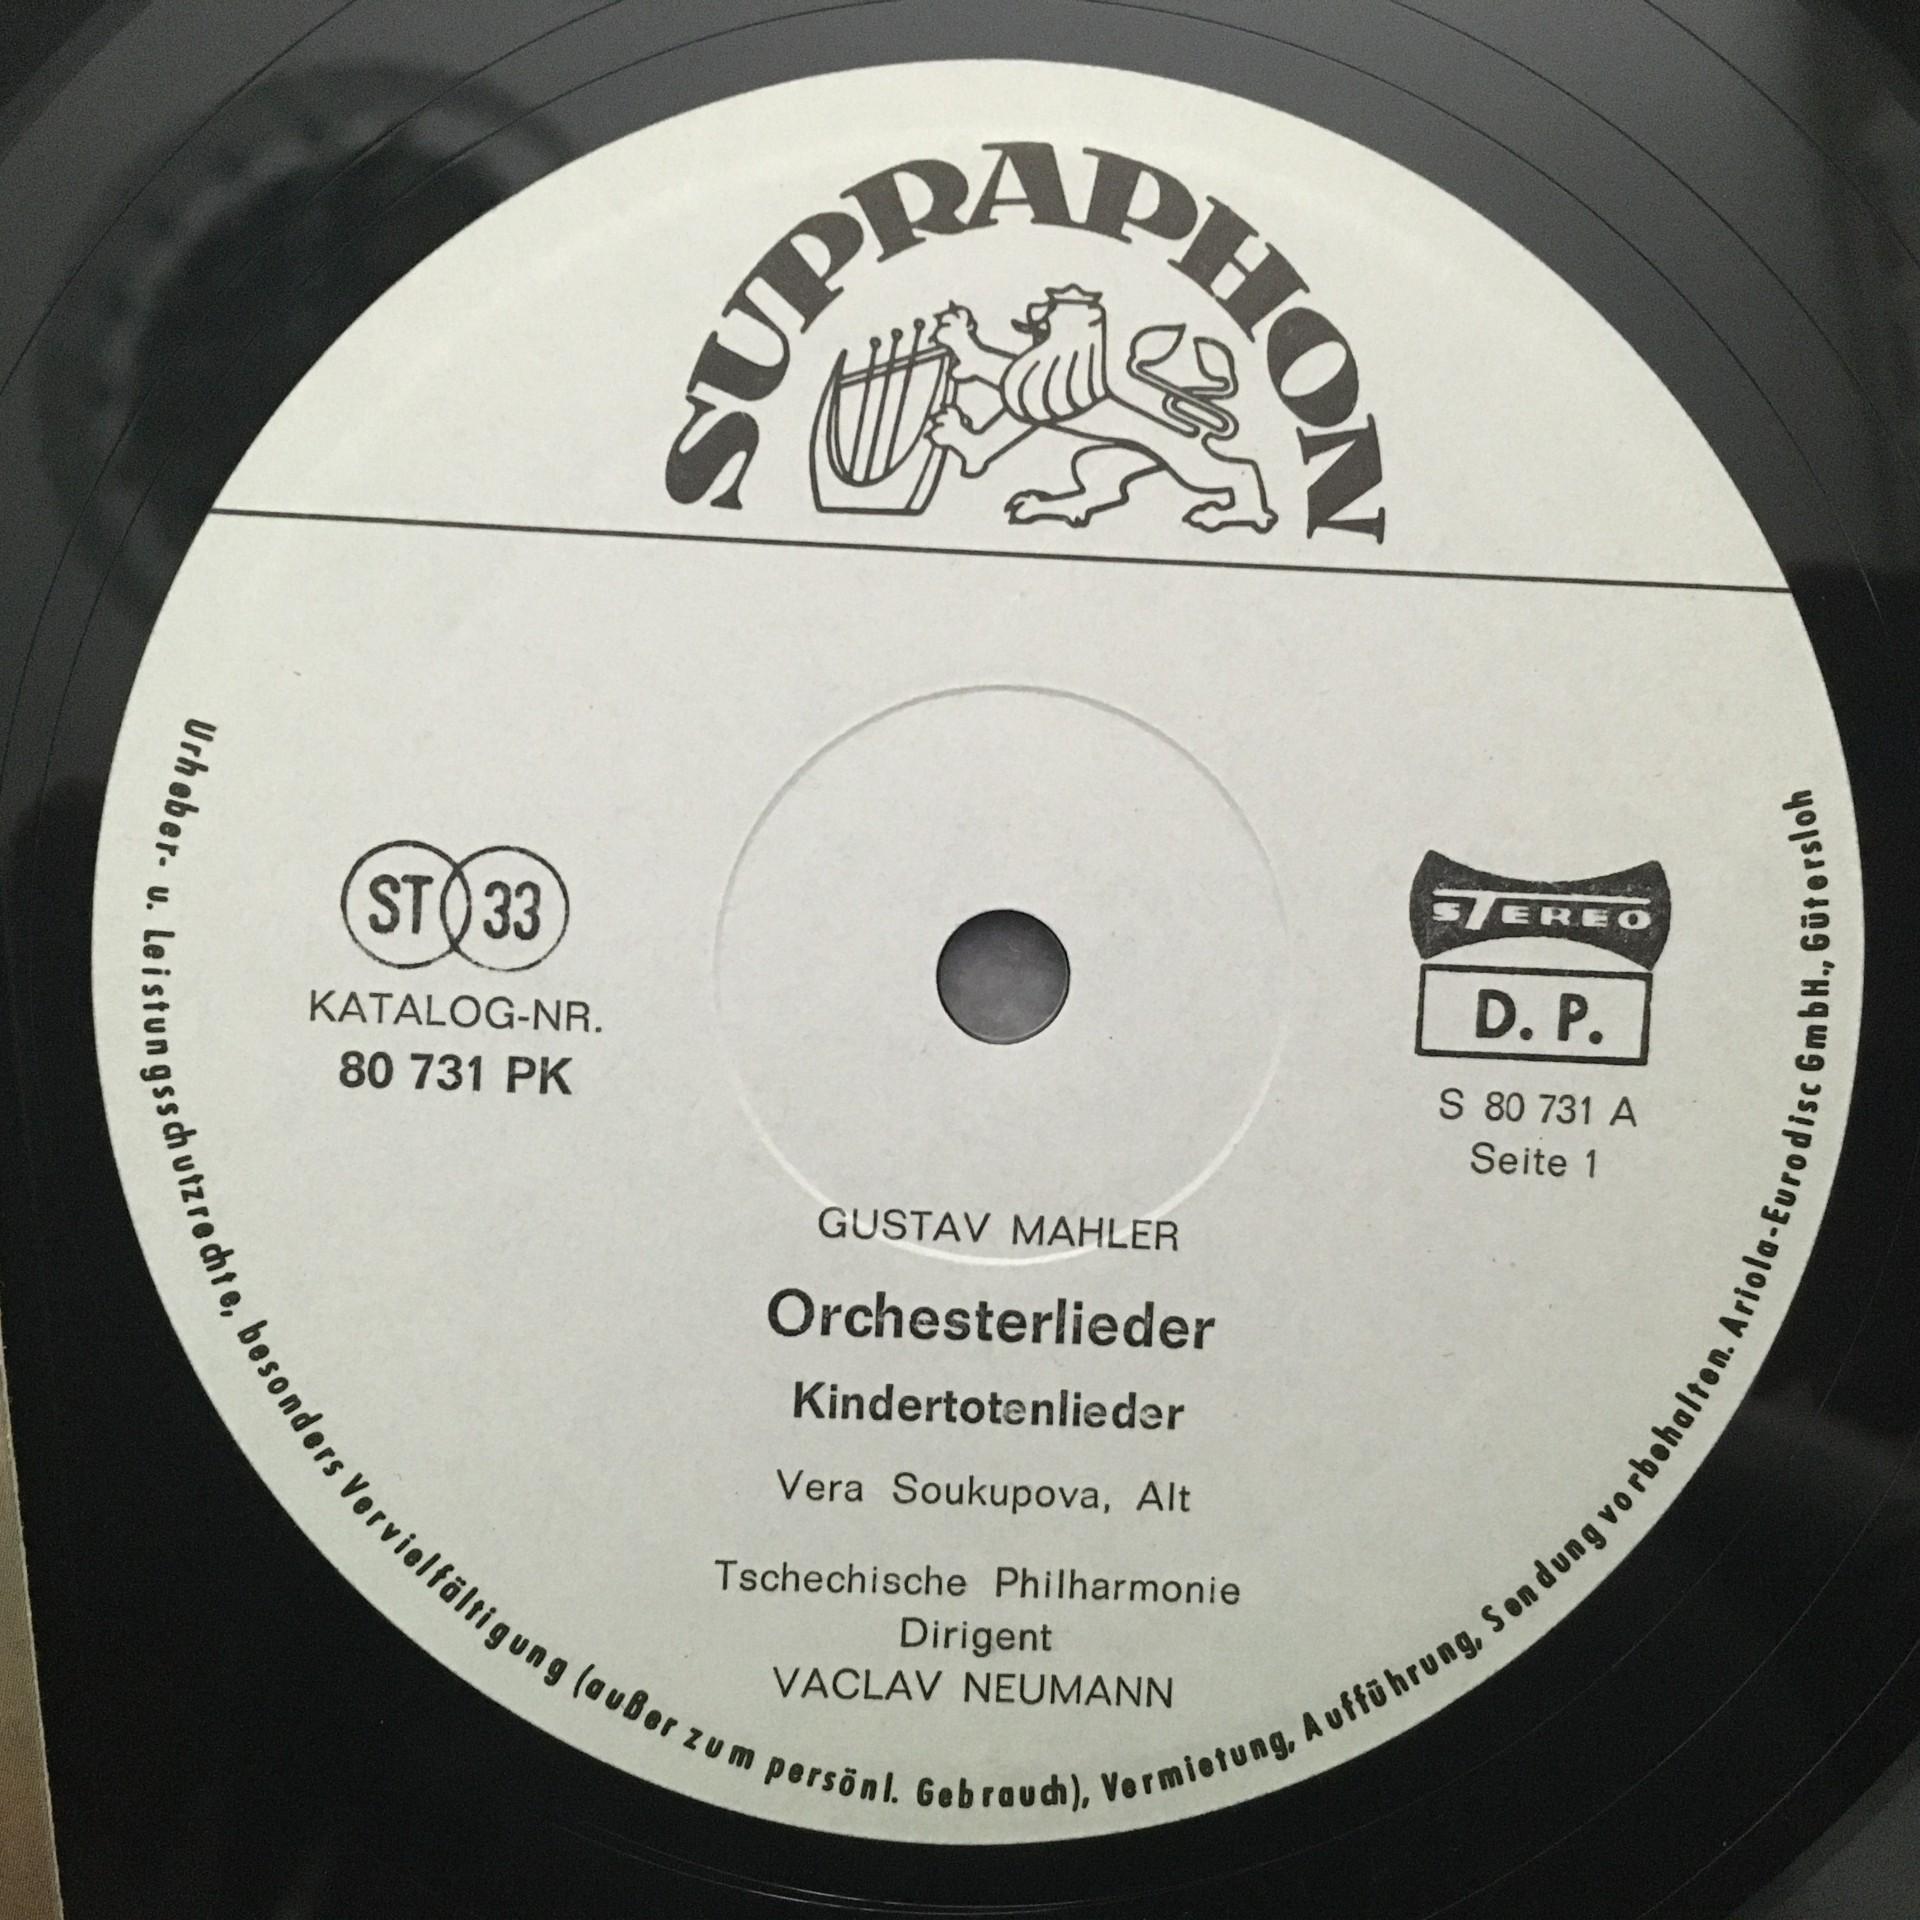 SUPRAPHON
ST 33
KATALOG-NR.
80 731 PK
STEREO
D. P.
S 80 731 A
Seite 1
GUSTAV MAHLER
Orchesterlieder
Kindertotenlieder
Vera Soukupova, Alt
Tschechische Philharmonie
Dirigent
VACLAV NEUMANN
Urheber- u. Leistungsschutzrechte, besonders Vervielfältigung (außer zum persönl. Gebrauch), Vermietung, Aufführung, Sendung vorbehalten. Ariola-Eurodisc GmbH., Gütersloh